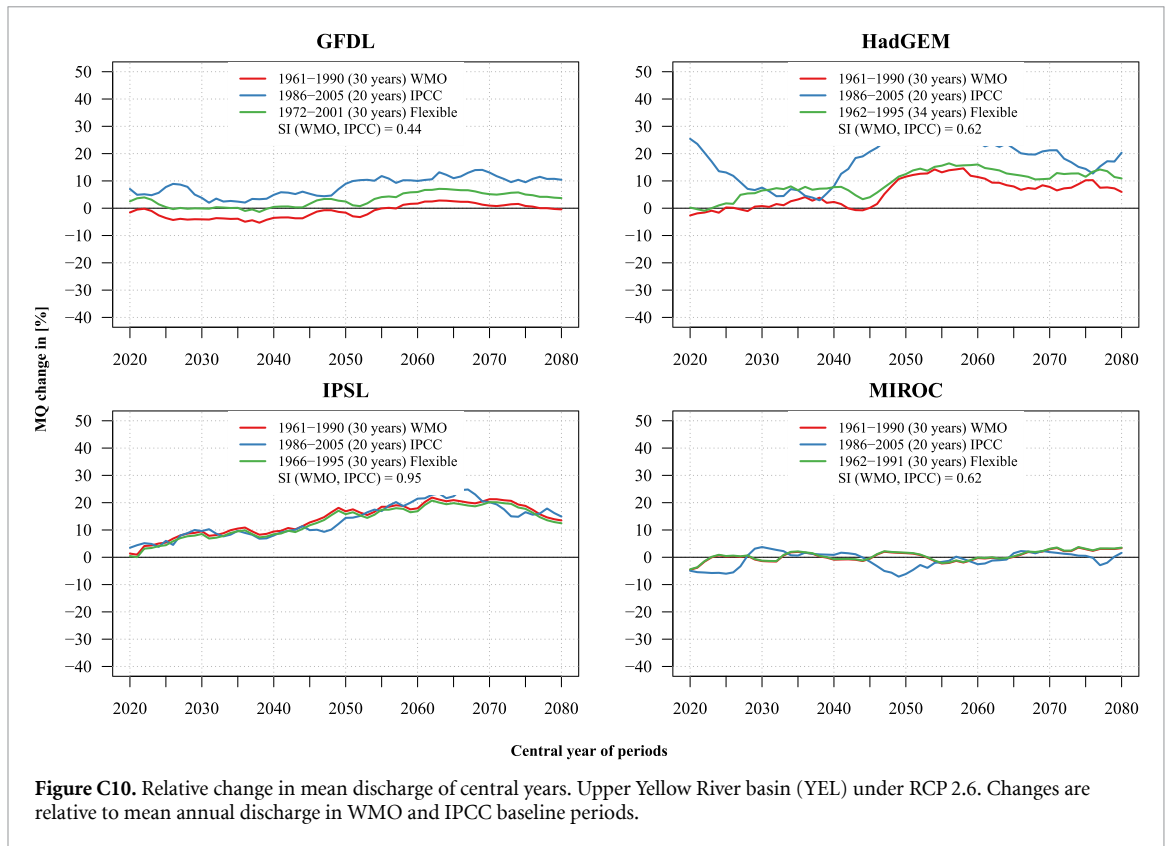 GFDL
50
40
30
20
10
0
−10
−20
−30
−40
1961−1990 (30 years) WMO
1986−2005 (20 years) IPCC
1972−2001 (30 years) Flexible
SI (WMO, IPCC) = 0.44
2020 2030 2040 2050 2060 2070 2080
HadGEM
50
40
30
20
10
0
−10
−20
−30
−40
1961−1990 (30 years) WMO
1986−2005 (20 years) IPCC
1962−1995 (34 years) Flexible
SI (WMO, IPCC) = 0.62
2020 2030 2040 2050 2060 2070 2080
MQ change in [%]
IPSL
50
40
30
20
10
0
−10
−20
−30
−40
1961−1990 (30 years) WMO
1986−2005 (20 years) IPCC
1966−1995 (30 years) Flexible
SI (WMO, IPCC) = 0.95
2020 2030 2040 2050 2060 2070 2080
MIROC
50
40
30
20
10
0
−10
−20
−30
−40
1961−1990 (30 years) WMO
1986−2005 (20 years) IPCC
1962−1991 (30 years) Flexible
SI (WMO, IPCC) = 0.62
2020 2030 2040 2050 2060 2070 2080
Central year of periods
Figure C10. Relative change in mean discharge of central years. Upper Yellow River basin (YEL) under RCP 2.6. Changes are
relative to mean annual discharge in WMO and IPCC baseline periods.